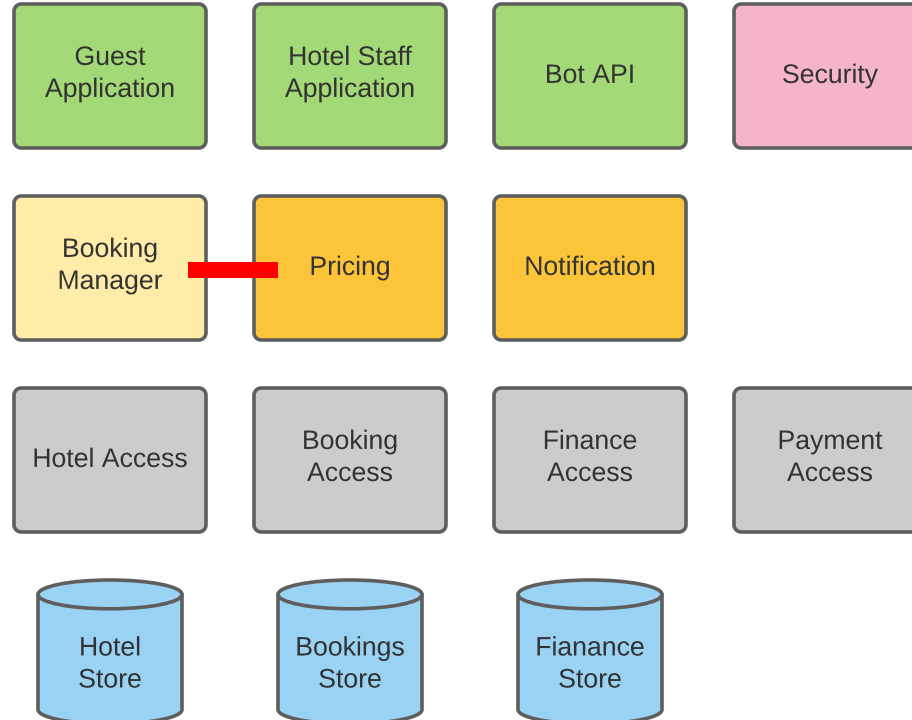 Guest
Application
Hotel Staff
Application
Bot API
Security
Booking
Manager
Pricing
Notification
Hotel Access
Booking
Access
Finance
Access
Payment
Access
Hotel
Store
Bookings
Store
Fianance
Store